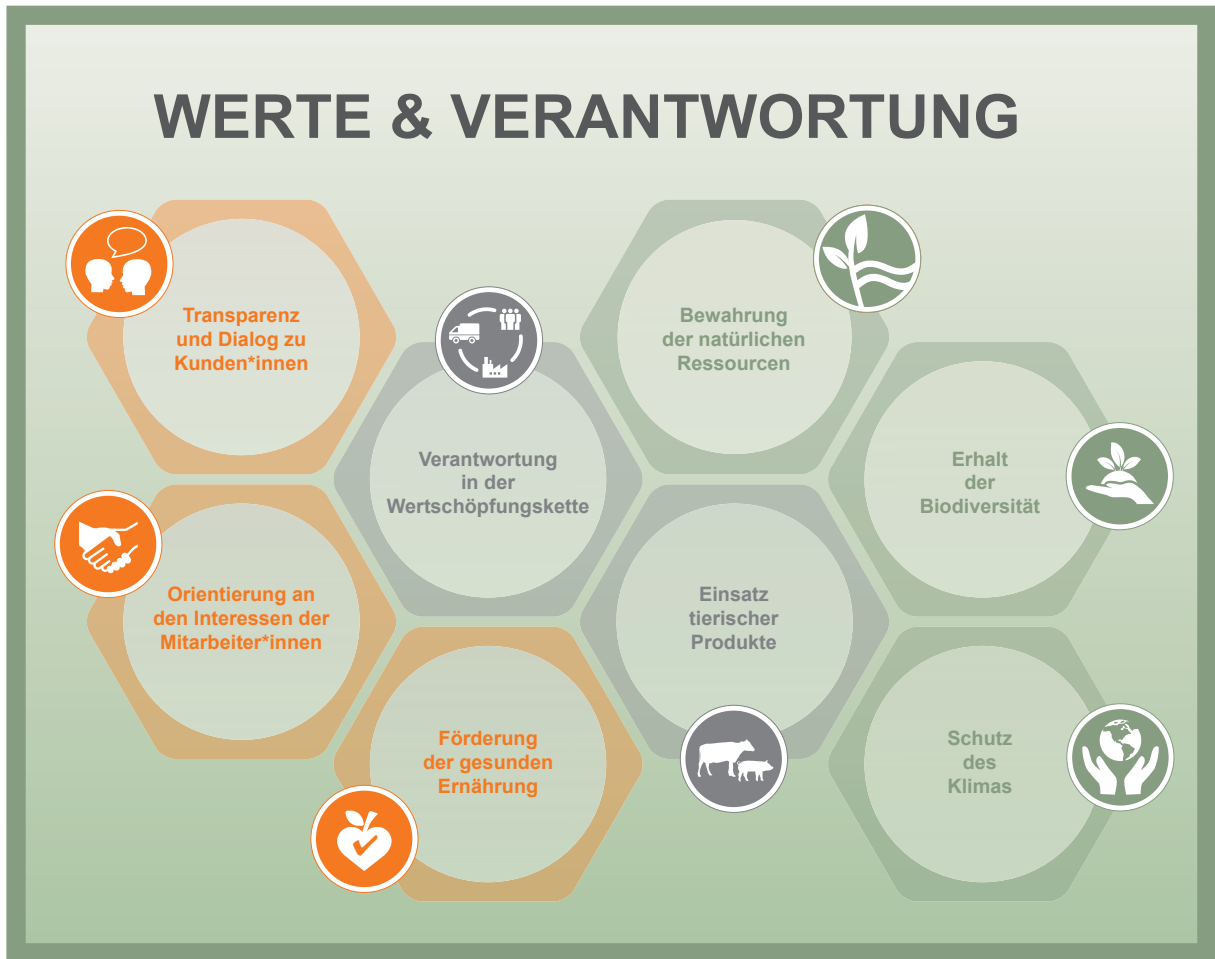 WERTE & VERANTWORTUNG
Transparenz
und Dialog zu
Kunden*innen
Bewahrung
der natürlichen
Ressourcen
Verantwortung
in der
Wertschöpfungskette
Erhalt
der
Biodiversität
Orientierung an
den Interessen der
Mitarbeiter*innen
Einsatz
tierischer
Produkte
Förderung
der gesunden
Ernährung
Schutz
des
Klimas